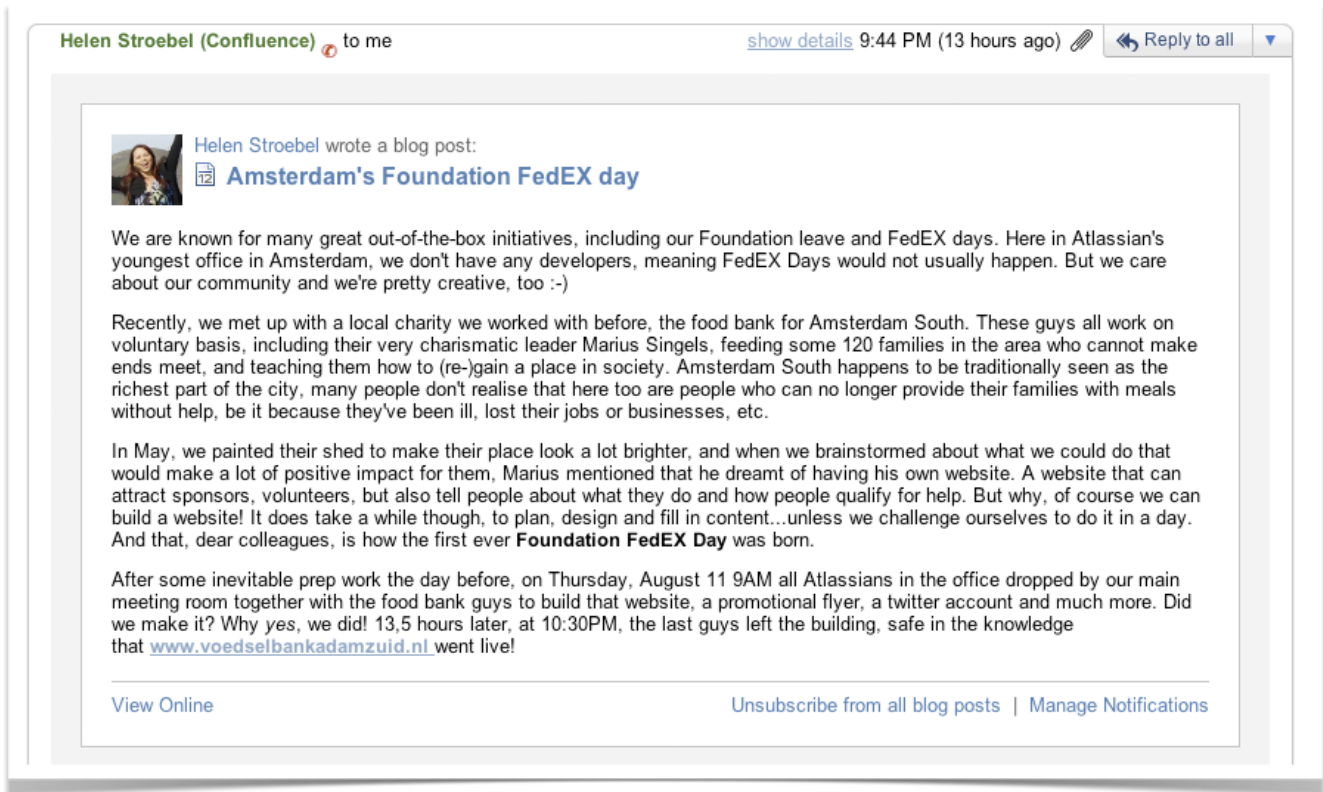 Helen Stroebel (Confluence) to me show details 9:44 PM (13 hours ago) Reply to all
Helen Stroebel wrote a blog post:
12 Amsterdam's Foundation FedEX day
We are known for many great out-of-the-box initiatives, including our Foundation leave and FedEX days. Here in Atlassian's
youngest office in Amsterdam, we don't have any developers, meaning FedEX Days would not usually happen. But we care
about our community and we're pretty creative, too :-)
Recently, we met up with a local charity we worked with before, the food bank for Amsterdam South. These guys all work on
voluntary basis, including their very charismatic leader Marius Singels, feeding some 120 families in the area who cannot make
ends meet, and teaching them how to (re-)gain a place in society. Amsterdam South happens to be traditionally seen as the
richest part of the city, many people don't realise that here too are people who can no longer provide their families with meals
without help, be it because they've been ill, lost their jobs or businesses, etc.
In May, we painted their shed to make their place look a lot brighter, and when we brainstormed about what we could do that
would make a lot of positive impact for them, Marius mentioned that he dreamt of having his own website. A website that can
attract sponsors, volunteers, but also tell people about what they do and how people qualify for help. But why, of course we can
build a website! It does take a while though, to plan, design and fill in content...unless we challenge ourselves to do it in a day.
And that, dear colleagues, is how the first ever Foundation FedEX Day was born.
After some inevitable prep work the day before, on Thursday, August 11 9AM all Atlassians in the office dropped by our main
meeting room together with the food bank guys to build that website, a promotional flyer, a twitter account and much more. Did
we make it? Why yes, we did! 13,5 hours later, at 10:30PM, the last guys left the building, safe in the knowledge
that www.voedselbankadamzuid.nl went live!
View Online Unsubscribe from all blog posts | Manage Notifications